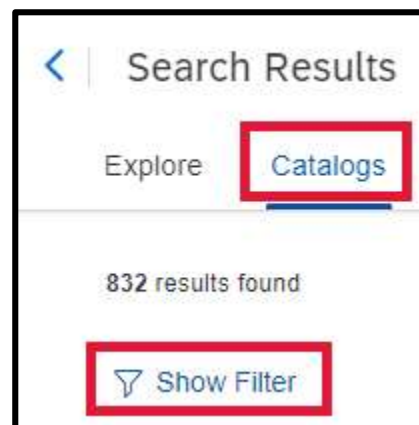 Search Results
Explore Catalogs
832 results found
Show Filter